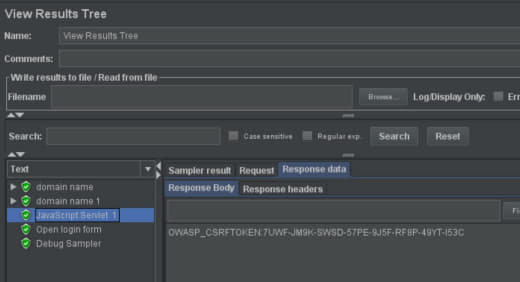 View Results Tree
Name: View Results Tree
Comments:
Write results to file / Read from file
Filename Browse... Log/Display Only: Err
Search: Case sensitive Regular exp. Search Reset
Text Sampler result Request Response data
domain name Response Body Response headers
domain name 1
JavaScript Servlet 1 Fi
Open login form OWASP_CSRFTOKEN:7UWF-JM9K-SWSD-57PE-9J5F-RF8P-49YT-I53C
Debug Sampler